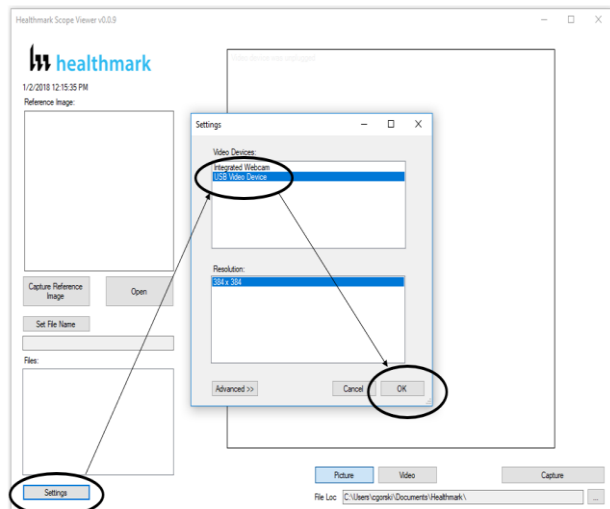 Healthmark Scope Viewer v0.0.9
healthmark
1/2/2018 12:15:35 PM
Reference Image:
Capture Reference
Image
Open
Set File Name
Files:
Settings
Settings
Video Devices:
Integrated Webcam
USB Video Device
Resolution:
384 x 384
Advanced >>
Cancel
OK
Picture
Video
Capture
File Loc
C:\Users\cgorski\Documents\Healthmark\
...